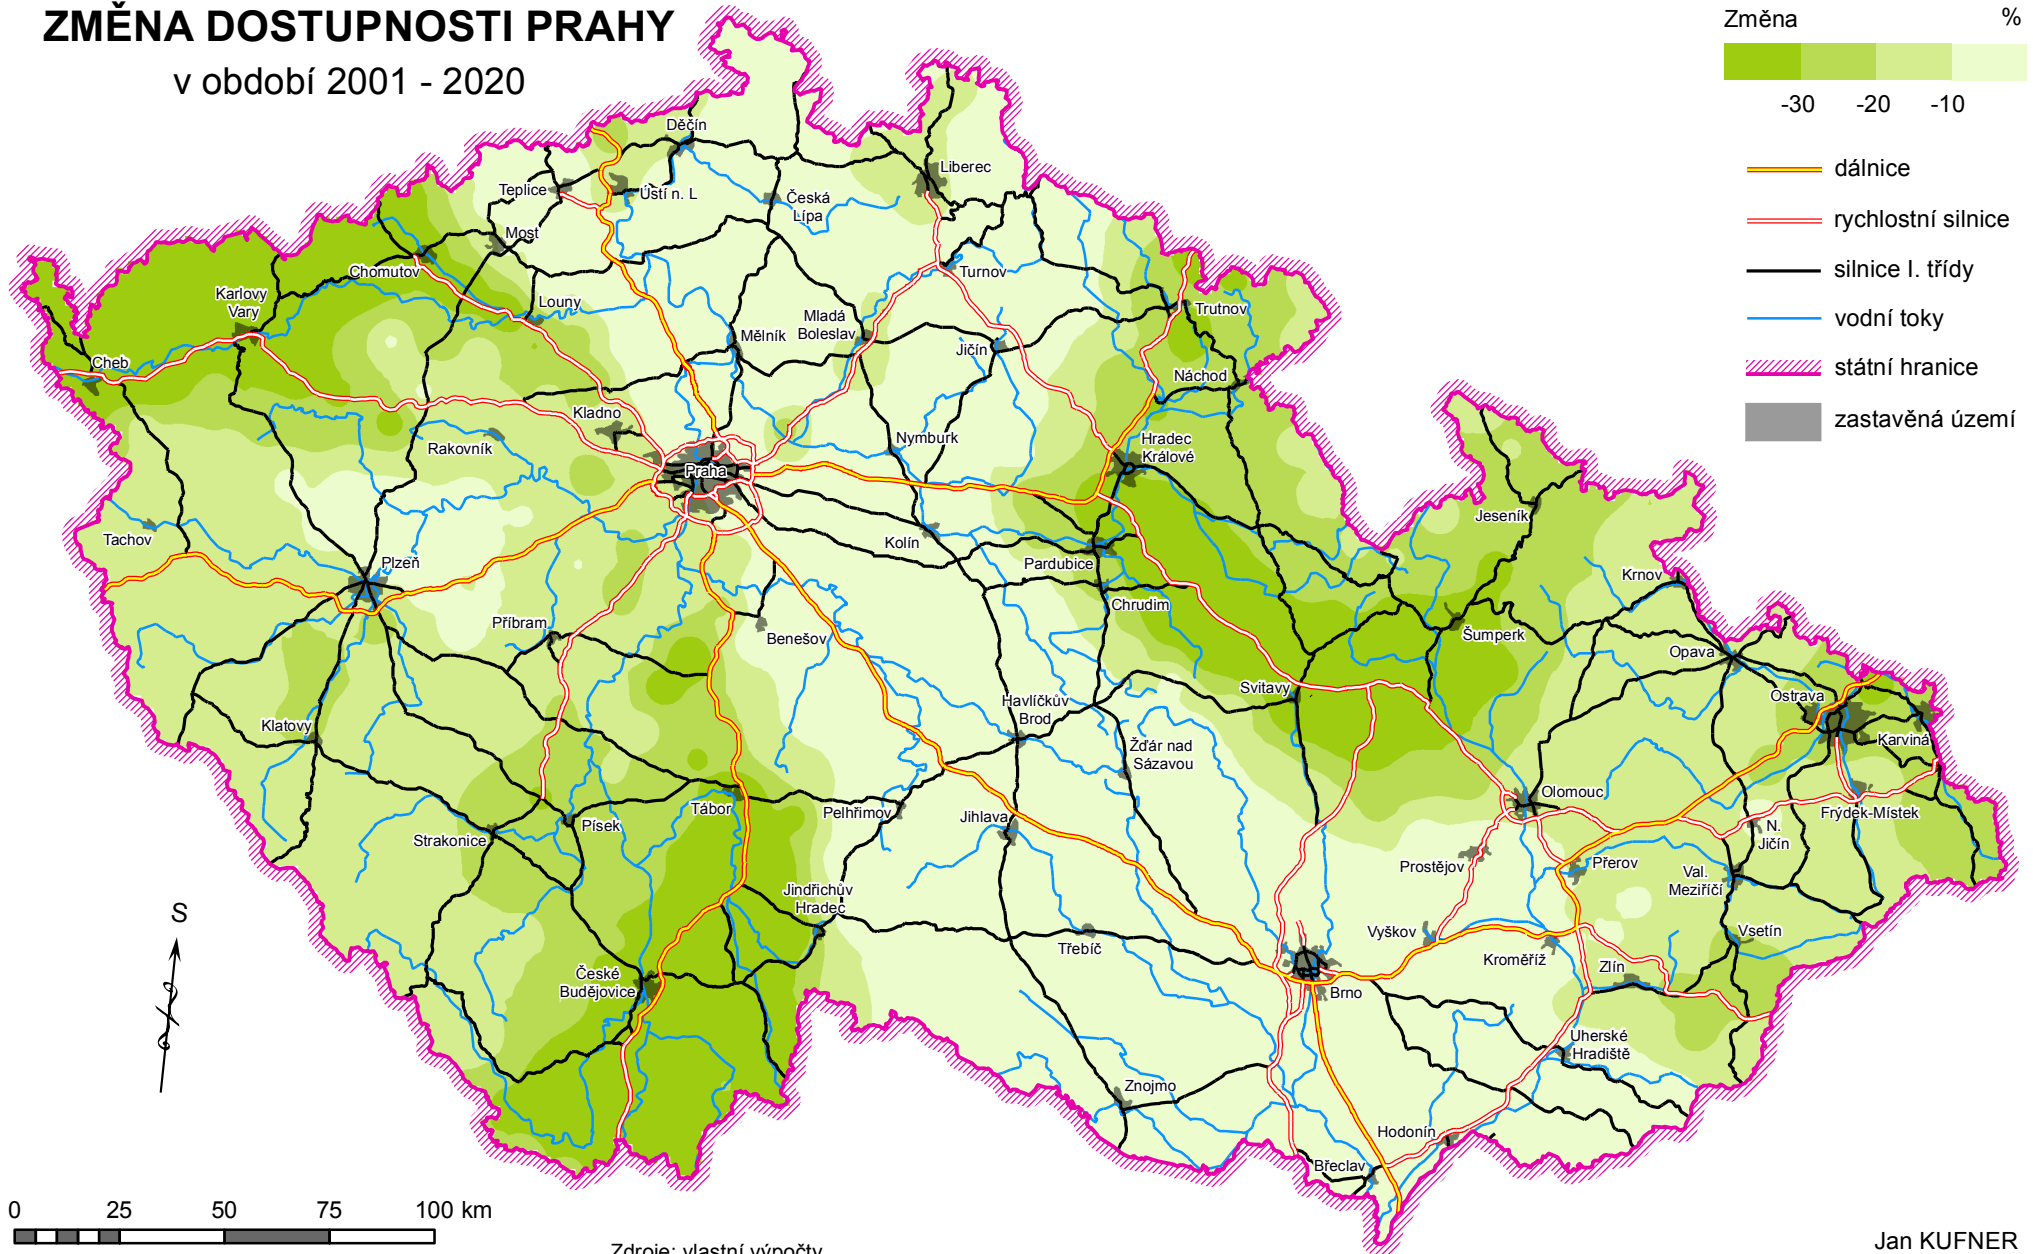 ZMĚNA DOSTUPNOSTI PRAHY
v období 2001 - 2020
Změna %
-30 -20 -10
dálnice
rychlostní silnice
silnice I. třídy
vodní toky
státní hranice
zastavěná území
Děčín
Liberec
Teplice
Ústí n. L
Česká
Lípa
Most
Chomutov
Turnov
Karlovy
Vary
Louny
Trutnov
Mladá
Boleslav
Mělník
Jičín
Cheb
Náchod
Kladno
Rakovník
Nymburk
Hradec
Králové
Praha
Jeseník
Tachov
Kolín
Plzeň
Pardubice
Krnov
Chrudim
Příbram
Benešov
Šumperk
Opava
Svitavy
Ostrava
Havlíčkův
Brod
Klatovy
Žďár nad
Sázavou
Karviná
Olomouc
Tábor
Pelhřimov
Jihlava
Frýdek-Místek
Písek
Strakonice
N.
Jičín
Prostějov
Přerov
Val.
Meziříčí
Jindřichův
Hradec
S
Vyškov
Vsetín
Třebíč
Kroměříž
Zlín
České
Budějovice
Brno
Uherské
Hradiště
Znojmo
Hodonín
Břeclav
0 25 50 75 100 km
Zdroje: vlastní výpočty
Jan KUFNER